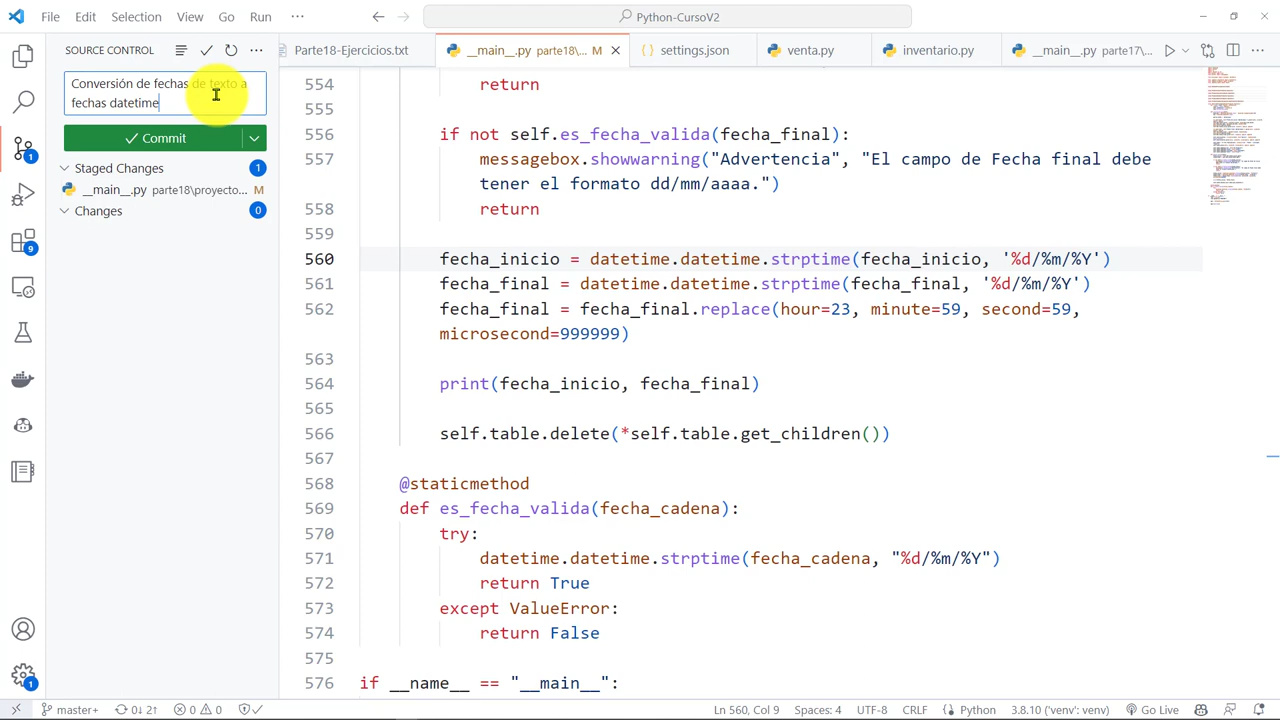 File Edit Selection View Go Run ··· Python-CursoV2
SOURCE CONTROL
Parte18-Ejercicios.txt __main__.py parte18\... M settings.json venta.py inventario.py __main__.py parte17\...
Conversión de fechas de texto
texto a datetime
Commit
1
__main__.py parte18\proyecto... M
Changes 0
1
9
1
554 return
555
556 if not self.es_fecha_valida(fecha_final):
557 messagebox.showwarning("Advertencia", "El campo Fecha Final debe
tener el formato dd/mm/aaaa.")
558 return
559
560 fecha_inicio = datetime.datetime.strptime(fecha_inicio, '%d/%m/%Y')
561 fecha_final = datetime.datetime.strptime(fecha_final, '%d/%m/%Y')
562 fecha_final = fecha_final.replace(hour=23, minute=59, second=59,
microsecond=999999)
563
564 print(fecha_inicio, fecha_final)
565
566 self.table.delete(*self.table.get_children())
567
568 @staticmethod
569 def es_fecha_valida(fecha_cadena):
570 try:
571 datetime.datetime.strptime(fecha_cadena, "%d/%m/%Y")
572 return True
573 except ValueError:
574 return False
575
576 if __name__ == "__main__":
master+ 0↓ 2↑ 0 0 Ln 560, Col 9 Spaces: 4 UTF-8 CRLF Python 3.8.10 ('venv': venv) Go Live